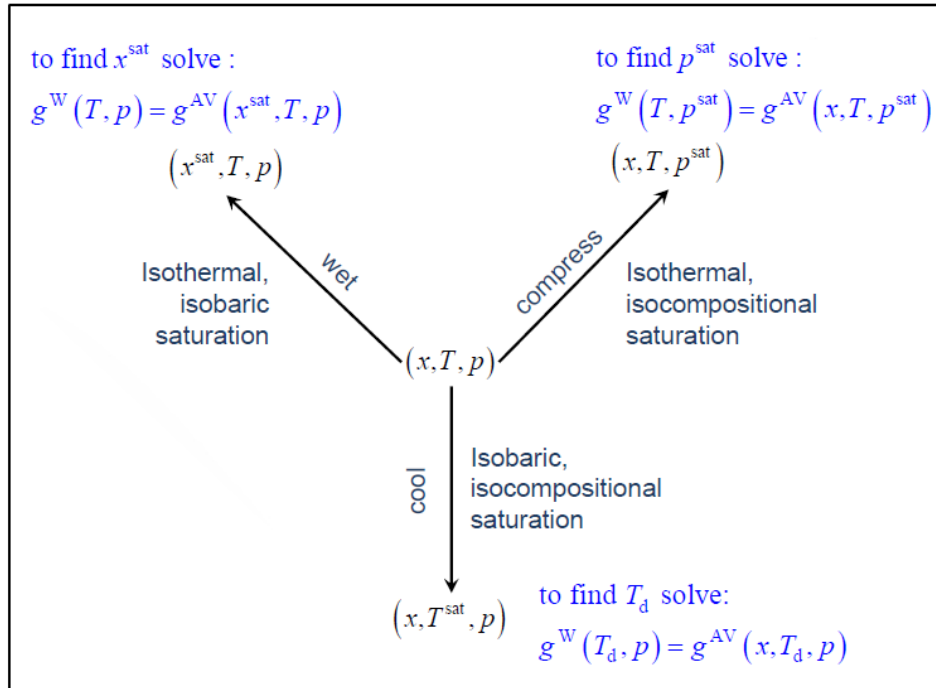 to find x^sat solve :
g^W(T, p) = g^AV(x^sat, T, p)
(x^sat, T, p)
to find p^sat solve :
g^W(T, p^sat) = g^AV(x, T, p^sat)
(x, T, p^sat)
Isothermal,
isobaric
saturation
wet
compress
Isothermal,
isocompositional
saturation
(x, T, p)
cool
Isobaric,
isocompositional
saturation
(x, T^sat, p)
to find T_d solve:
g^W(T_d, p) = g^AV(x, T_d, p)